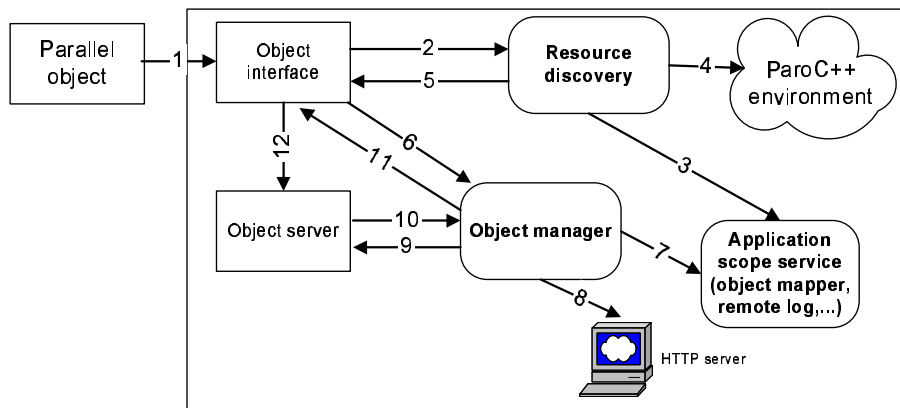 Parallel
object
1
Object
interface
2
5
Resource
discovery
4
ParoC++
environment
12
6
11
3
Object server
10
9
Object manager
7
Application
scope service
(object mapper,
remote log,...)
8
HTTP server